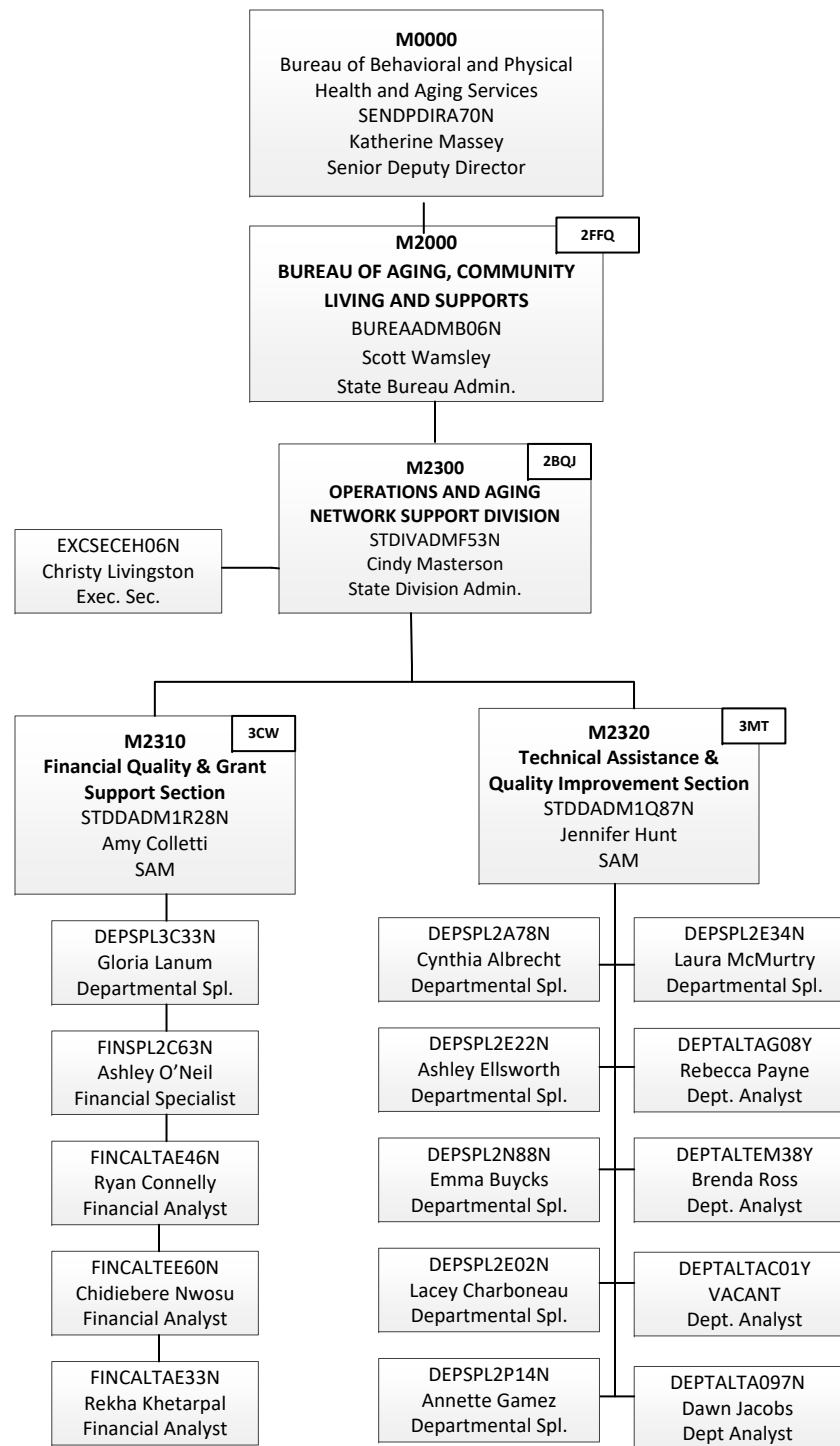 M0000
Bureau of Behavioral and Physical
Health and Aging Services
SENDPDIRA70N
Katherine Massey
Senior Deputy Director
2FFQ
M2000
BUREAU OF AGING, COMMUNITY
LIVING AND SUPPORTS
BUREAADMB06N
Scott Wamsley
State Bureau Admin.
2BQJ
M2300
OPERATIONS AND AGING
NETWORK SUPPORT DIVISION
STDIVADMF53N
Cindy Masterson
State Division Admin.
EXCSECEH06N
Christy Livingston
Exec. Sec.
3CW
M2310
Financial Quality & Grant
Support Section
STDDADM1R28N
Amy Colletti
SAM
3MT
M2320
Technical Assistance &
Quality Improvement Section
STDDADM1Q87N
Jennifer Hunt
SAM
DEPSPL3C33N
Gloria Lanum
Departmental Spl.
FINSPL2C63N
Ashley O’Neil
Financial Specialist
FINCALTAE46N
Ryan Connelly
Financial Analyst
FINCALTEE60N
Chidiebere Nwosu
Financial Analyst
FINCALTAE33N
Rekha Khetarpal
Financial Analyst
DEPSPL2A78N
Cynthia Albrecht
Departmental Spl.
DEPSPL2E34N
Laura McMurtry
Departmental Spl.
DEPSPL2E22N
Ashley Ellsworth
Departmental Spl.
DEPTALTAG08Y
Rebecca Payne
Dept. Analyst
DEPSPL2N88N
Emma Buycks
Departmental Spl.
DEPTALTEM38Y
Brenda Ross
Dept. Analyst
DEPSPL2E02N
Lacey Charboneau
Departmental Spl.
DEPTALTAC01Y
VACANT
Dept. Analyst
DEPSPL2P14N
Annette Gamez
Departmental Spl.
DEPTALTA097N
Dawn Jacobs
Dept Analyst